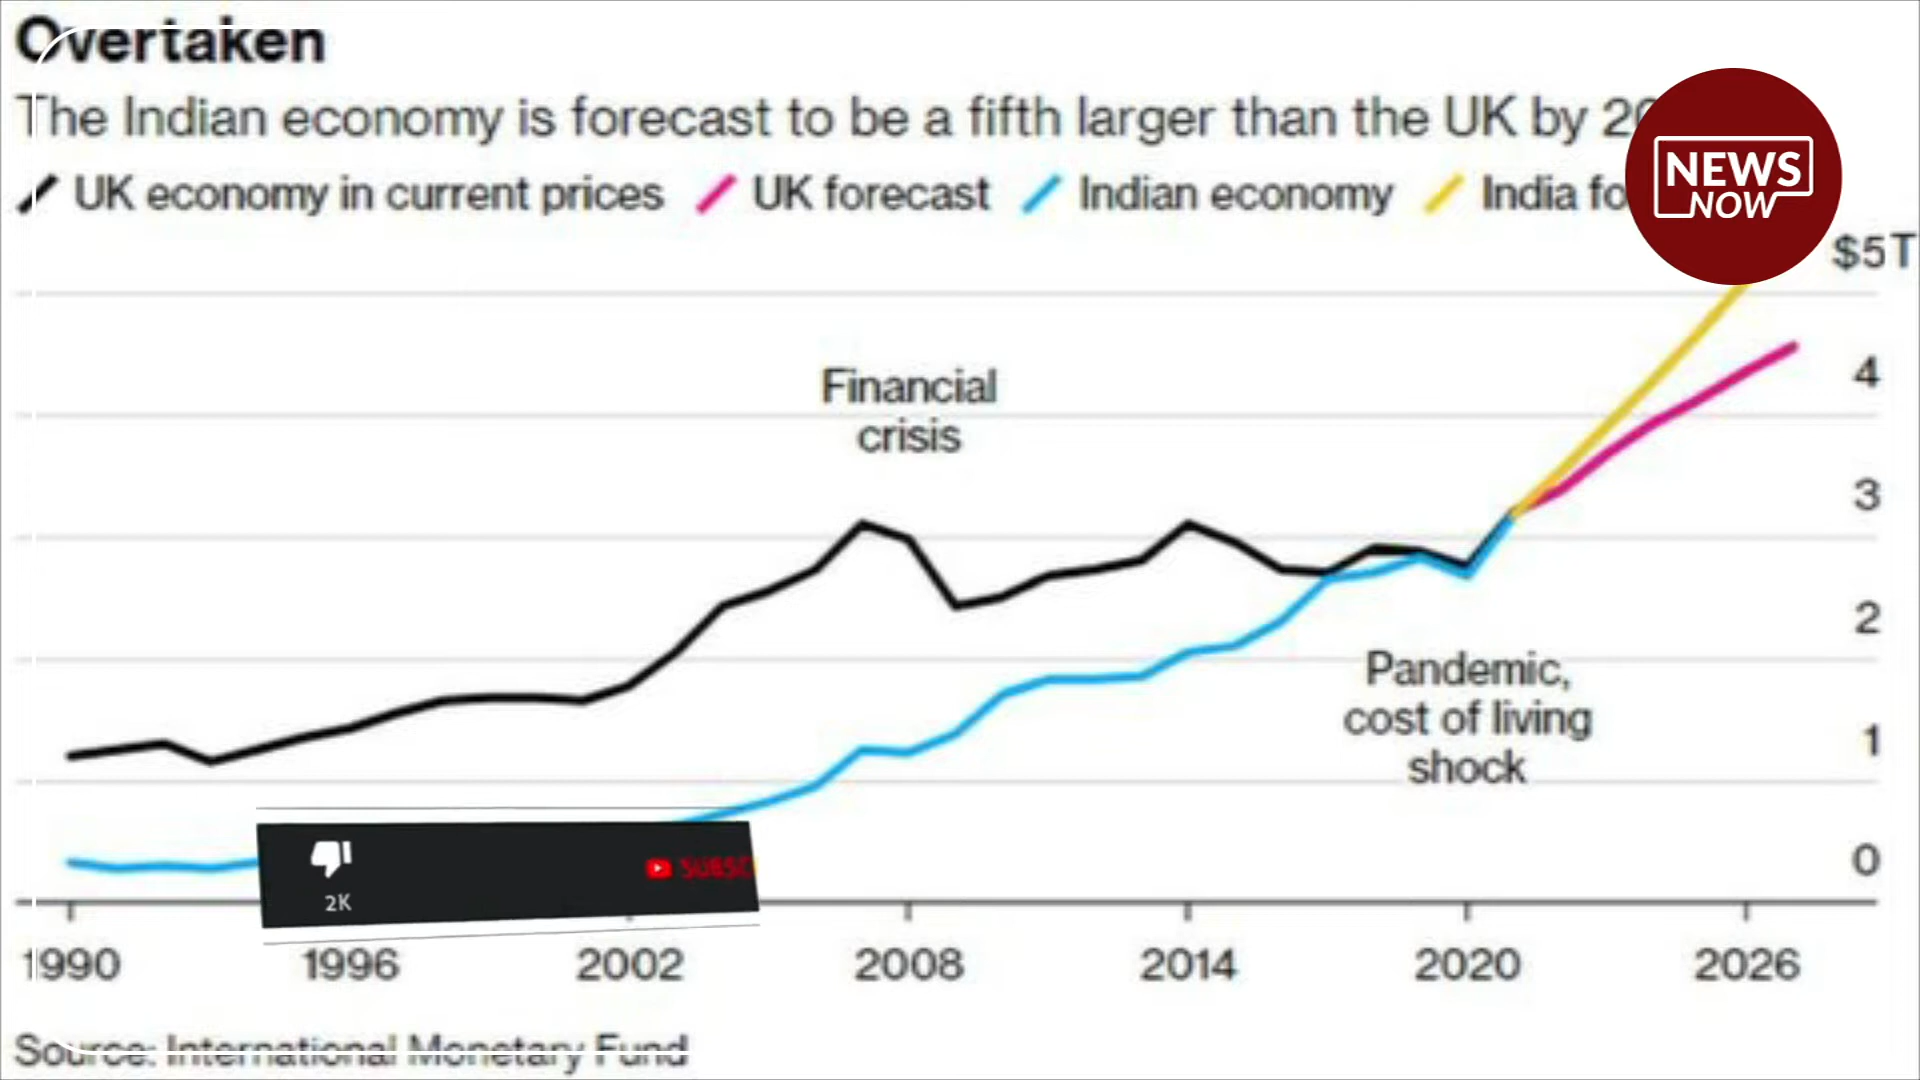 Overtaken
The Indian economy is forecast to be a fifth larger than the UK by
UK economy in current prices UK forecast Indian economy India
NEWS
NOW
$5T
Financial
crisis
4
3
2
Pandemic,
cost of living
shock
1
0
2K
1990 1996 2002 2008 2014 2020 2026
Source: International Monetary Fund